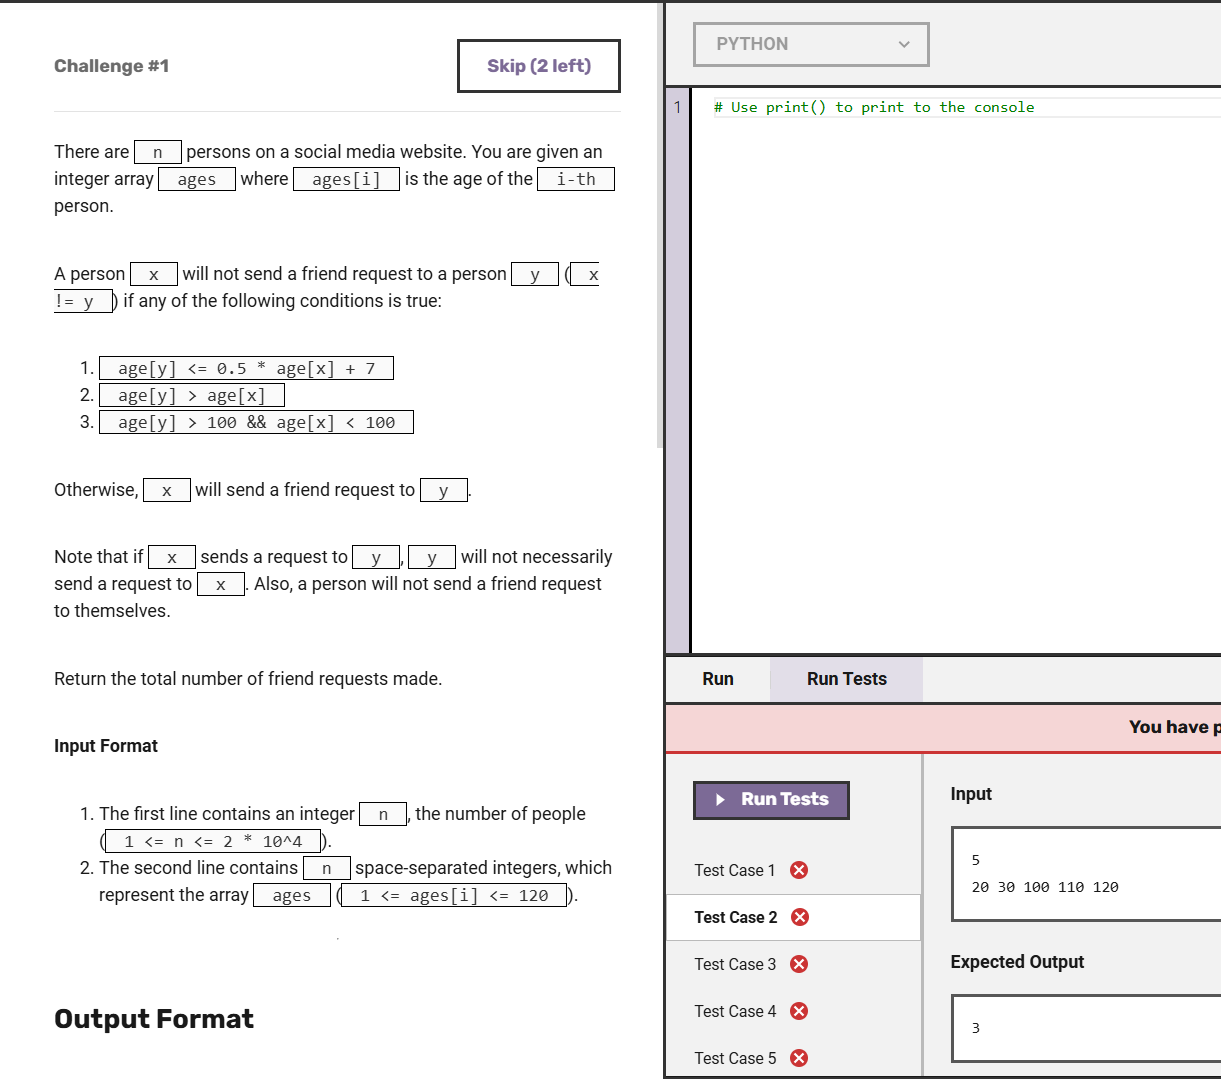 Challenge #1
Skip (2 left)
There are n persons on a social media website. You are given an
integer array ages where ages[i] is the age of the i-th
person.
A person x will not send a friend request to a person y ( x
!= y ) if any of the following conditions is true:
1. age[y] <= 0.5 * age[x] + 7
2. age[y] > age[x]
3. age[y] > 100 && age[x] < 100
Otherwise, x will send a friend request to y .
Note that if x sends a request to y , y will not necessarily
send a request to x . Also, a person will not send a friend request
to themselves.
Return the total number of friend requests made.
Input Format
1. The first line contains an integer n , the number of people
( 1 <= n <= 2 * 10^4 ).
2. The second line contains n space-separated integers, which
represent the array ages ( 1 <= ages[i] <= 120 ).
Output Format
PYTHON
1 # Use print() to print to the console
Run Run Tests
You have p
Run Tests
Test Case 1
Test Case 2
Test Case 3
Test Case 4
Test Case 5
Input
5
20 30 100 110 120
Expected Output
3